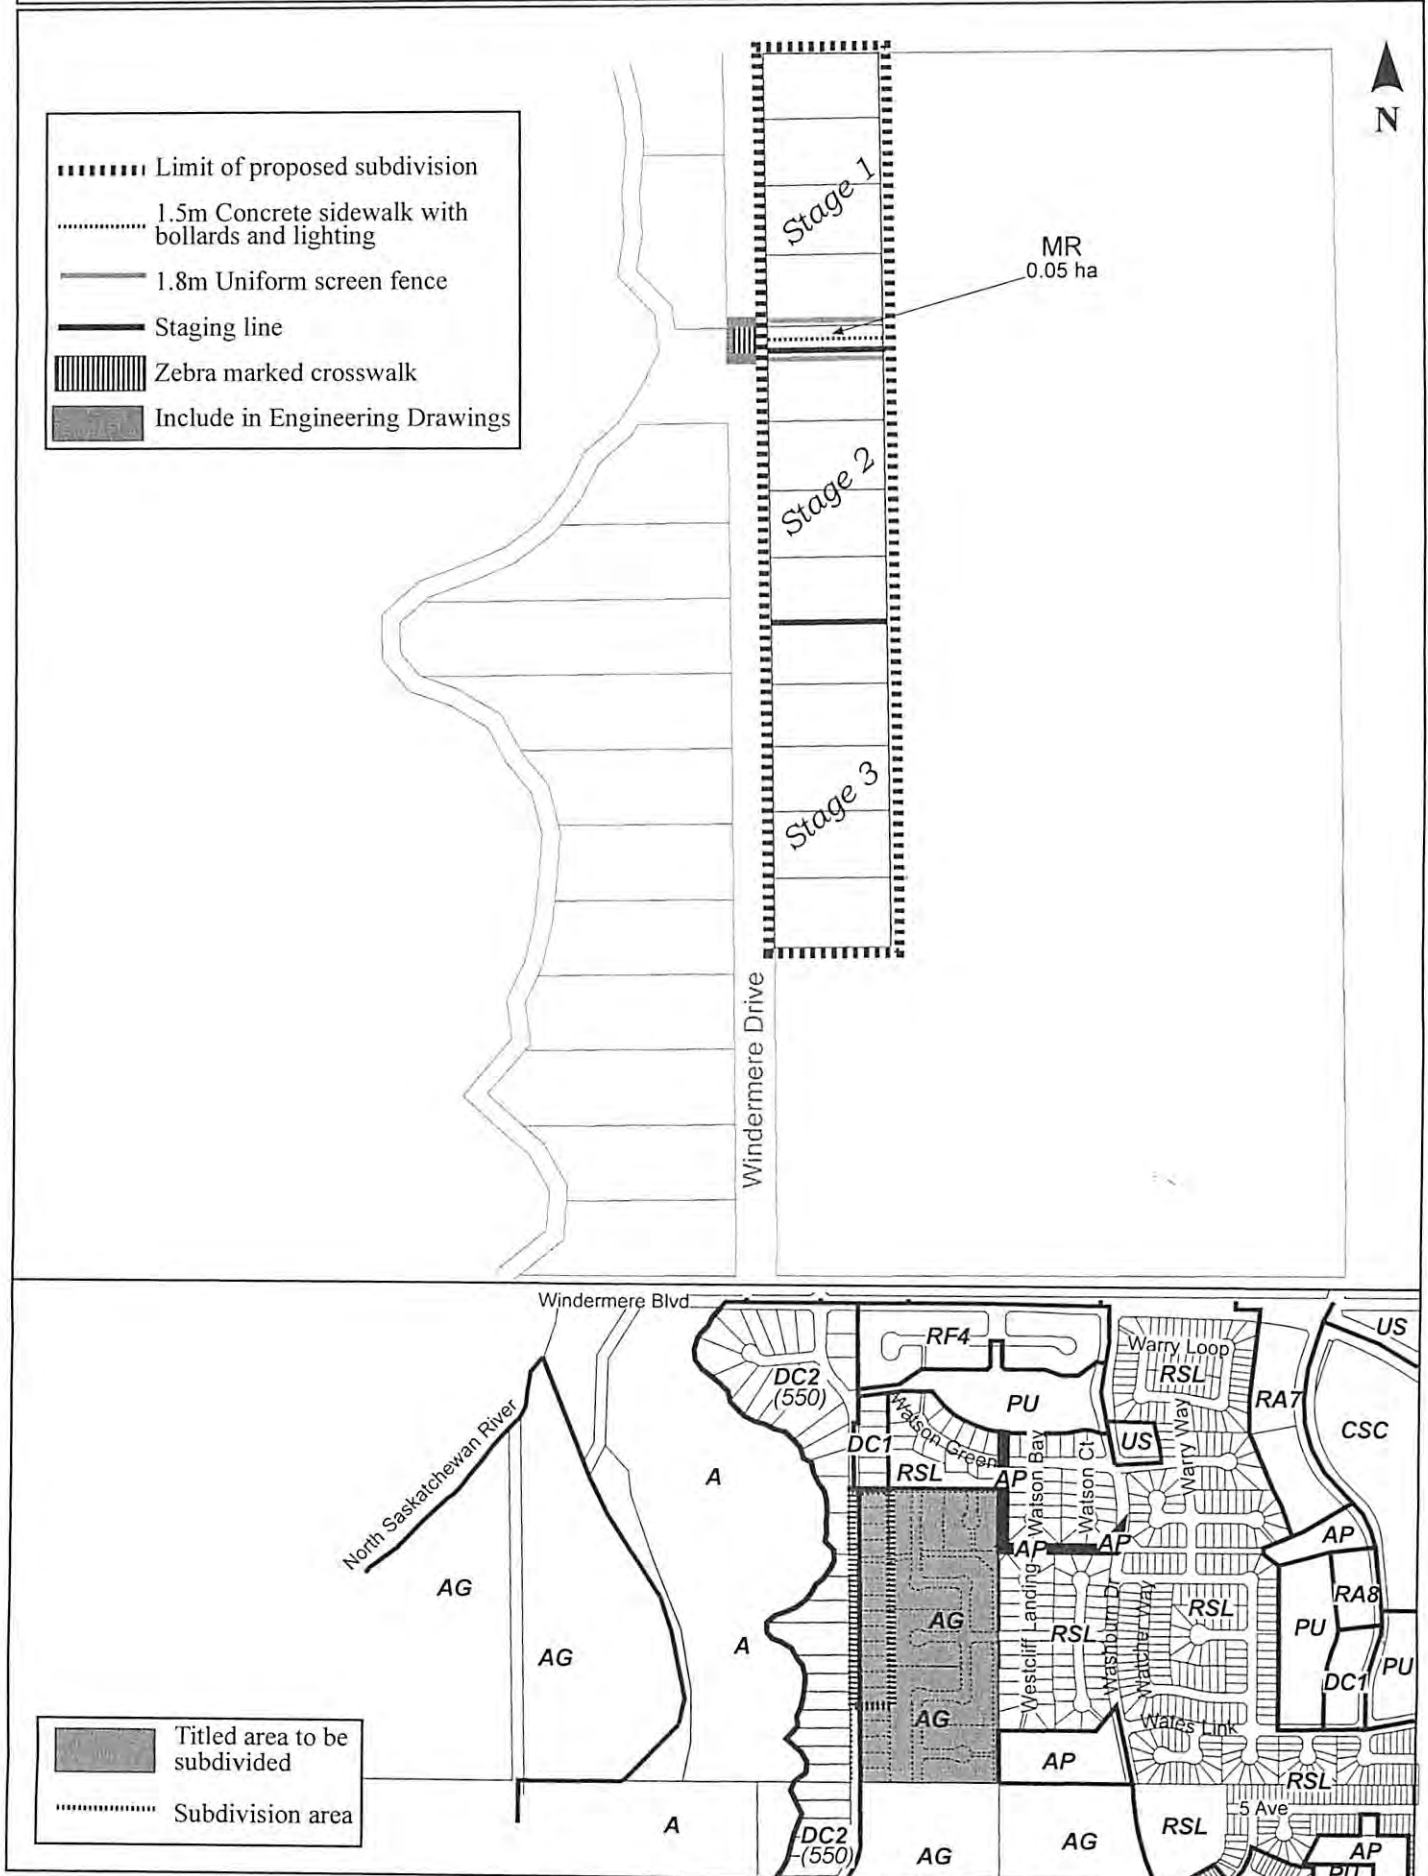 N
Limit of proposed subdivision
1.5m Concrete sidewalk with
bollards and lighting
1.8m Uniform screen fence
Staging line
Zebra marked crosswalk
Include in Engineering Drawings
Stage 1
MR
0.05 ha
Stage 2
Stage 3
Windermere Drive
Windermere Blvd
North Saskatchewan River
DC2
(550)
RF4
Warry Loop
RSL
US
RA7
CSC
PU
Watson Green
DC1
RSL
AP
Watson Bay
Watson Ct
US
Warry Way
A
AP
AP
AP
AG
AG
A
AG
AG
Westcliff Landing
RSL
Washburn Dr
Watcher Way
RSL
PU
RA8
DC1
PU
Wates Link
AP
RSL
5 Ave
Titled area to be
subdivided
Subdivision area
A
DC2
(550)
AG
AG
RSL
AP
PU